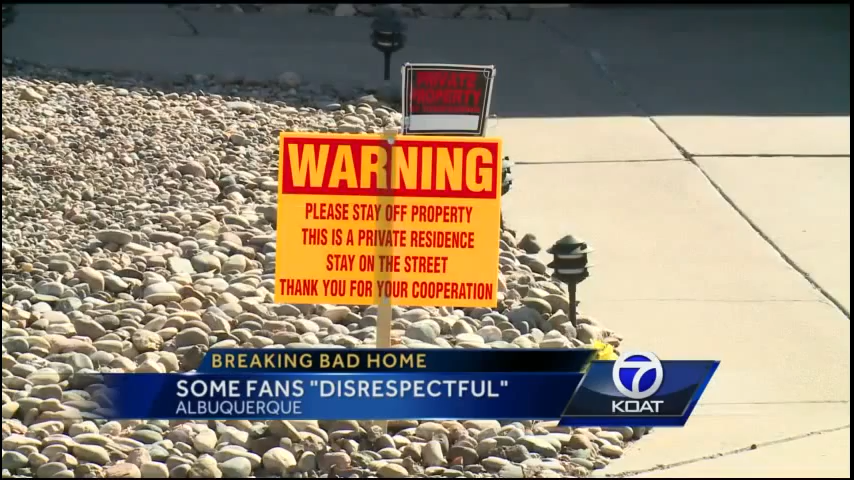 PRIVATE
PROPERTY
WARNING
PLEASE STAY OFF PROPERTY
THIS IS A PRIVATE RESIDENCE
STAY ON THE STREET
THANK YOU FOR YOUR COOPERATION
BREAKING BAD HOME
SOME FANS "DISRESPECTFUL"
ALBUQUERQUE
7
KOAT